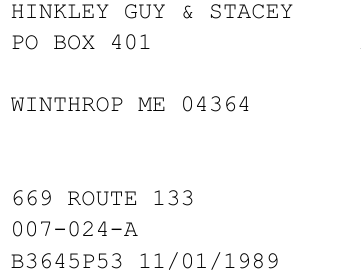 HINKLEY GUY & STACEY
PO BOX 401
WINTHROP ME 04364
669 ROUTE 133
007-024-A
B3645P53 11/01/1989